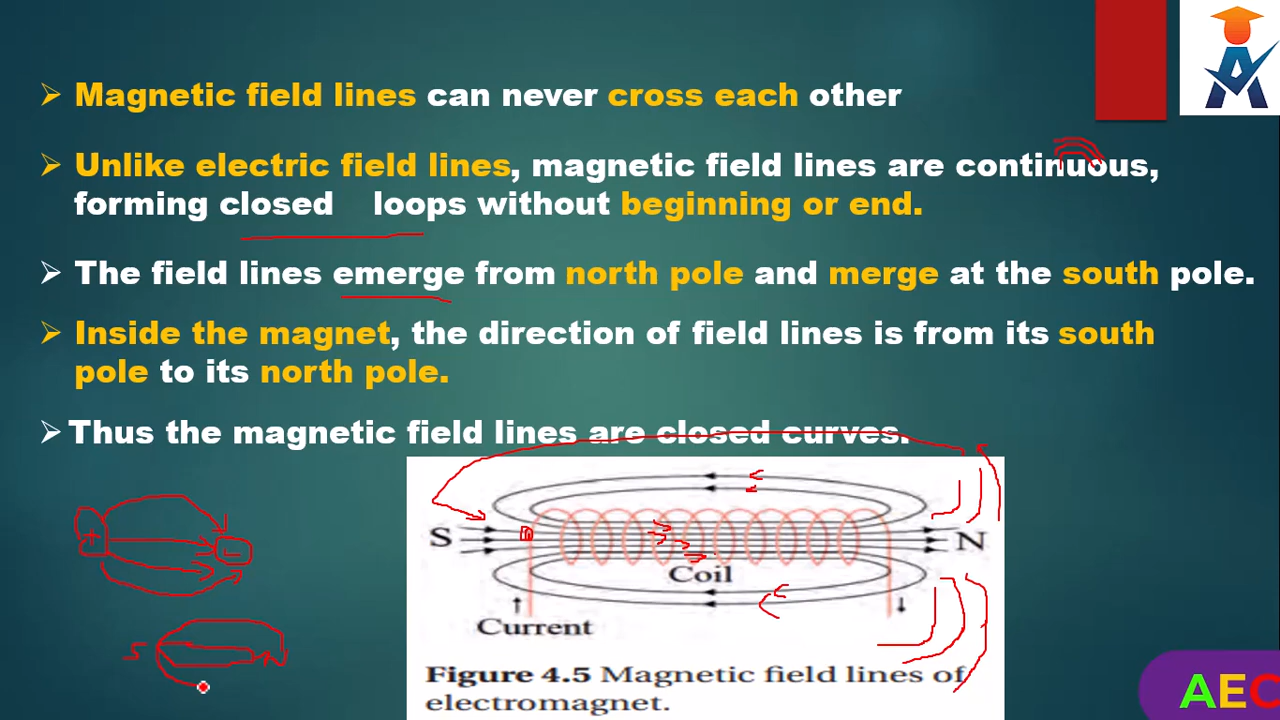 Magnetic field lines can never cross each other
Unlike electric field lines, magnetic field lines are continuous,
forming closed loops without beginning or end.
The field lines emerge from north pole and merge at the south pole.
Inside the magnet, the direction of field lines is from its south
pole to its north pole.
Thus the magnetic field lines are closed curves.
S
N
Coil
Current
+
-
S
N
Figure 4.5 Magnetic field lines of
electromagnet.
AEC